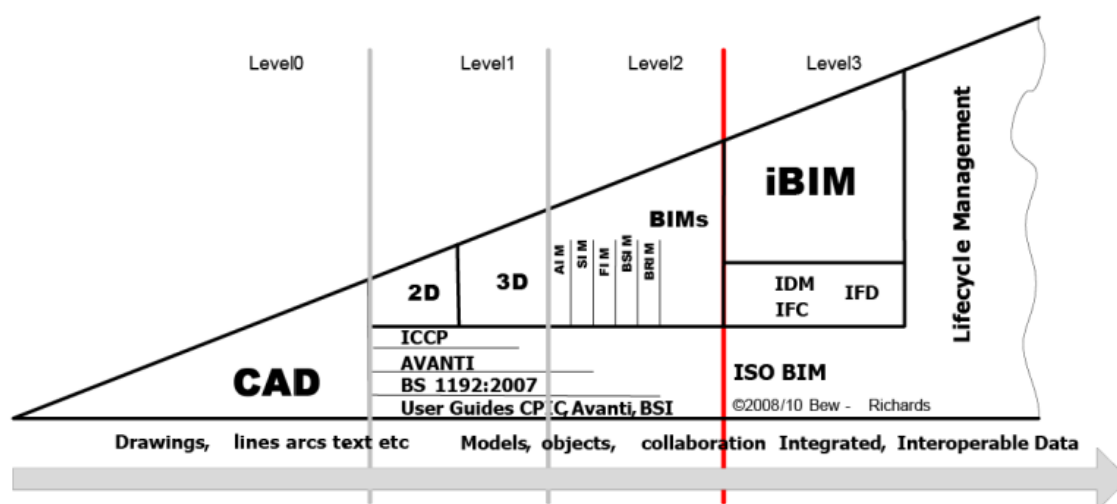 Level0 Level1 Level2 Level3
iBIM
BIMs
AIM
SIM
FIM
BSIM
BRIM
2D 3D
IDM
IFC
IFD
Lifecycle Management
ICCP
AVANTI
BS 1192:2007
User Guides CPIC, Avanti, BSI
CAD
ISO BIM
©2008/10 Bew - Richards
Drawings, lines arcs text etc Models, objects, collaboration Integrated, Interoperable Data